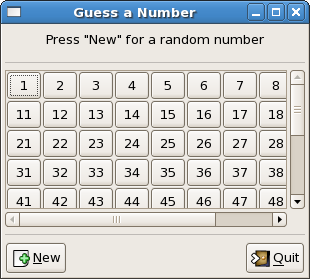 Guess a Number
Press "New" for a random number
1 2 3 4 5 6 7 8
11 12 13 14 15 16 17 18
21 22 23 24 25 26 27 28
31 32 33 34 35 36 37 38
41 42 43 44 45 46 47 48
New Quit